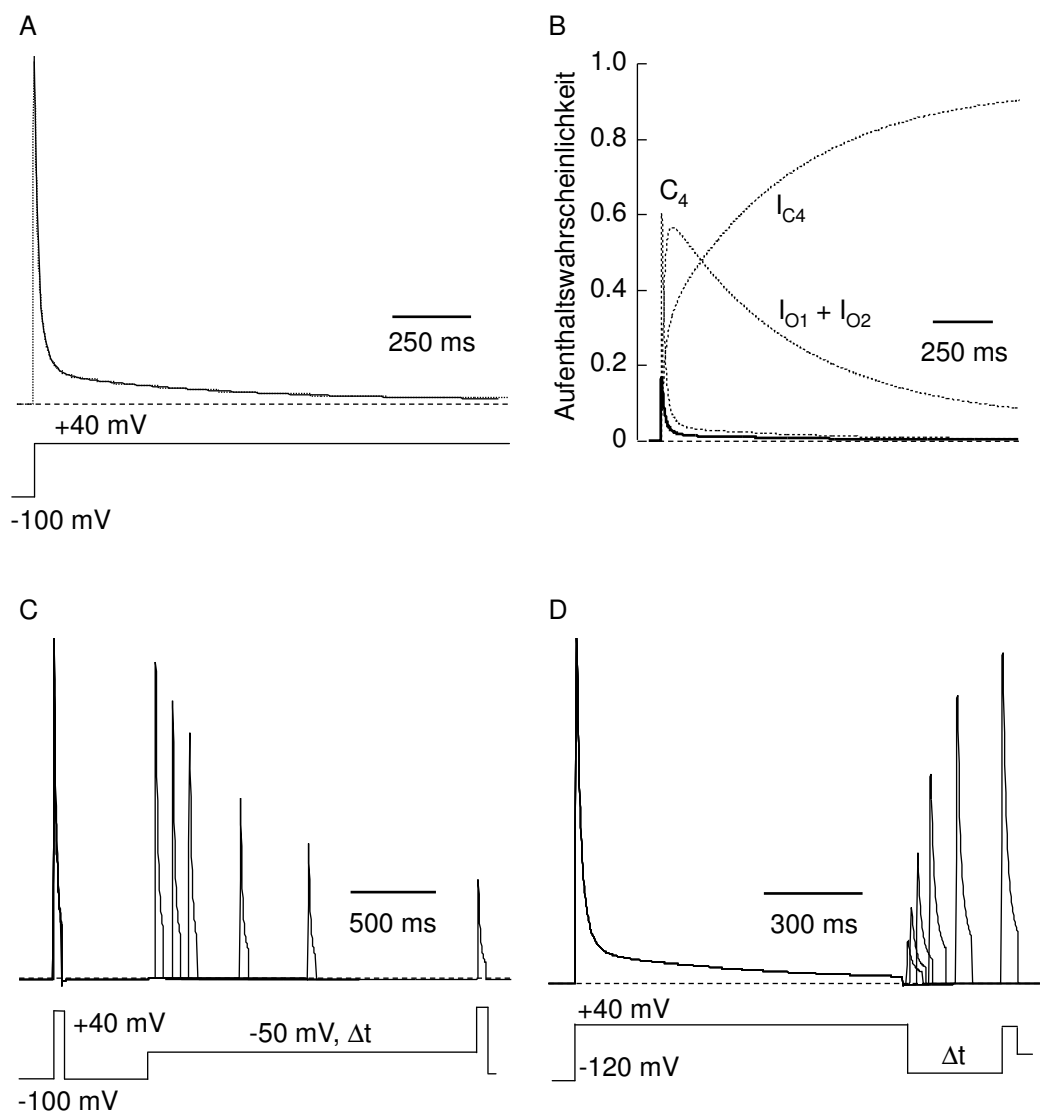 A
250 ms
+40 mV
-100 mV
B
Aufenthaltswahrscheinlichkeit
1.0
0.8
0.6
0.4
0.2
0
C4
IC4
IO1 + IO2
250 ms
C
500 ms
+40 mV
-50 mV, Δt
-100 mV
D
300 ms
+40 mV
-120 mV
Δt